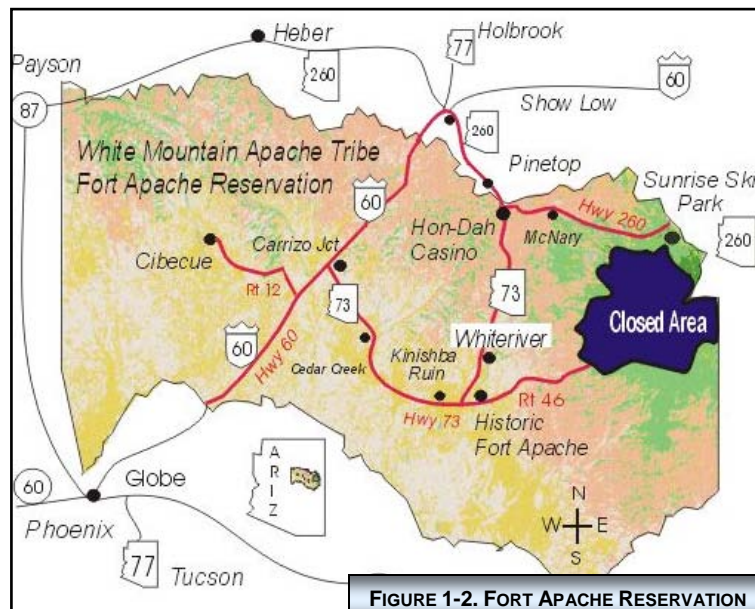 Heber
77
Holbrook
Payson
260
60
87
Show Low
260
White Mountain Apache Tribe
Fort Apache Reservation
Pinetop
Sunrise Ski
Park
60
Hwy 260
Hon-Dah
Casino
McNary
260
Carrizo Jct
Cibecue
Rt 12
73
73
Closed Area
60
Hwy 60
Whiteriver
Cedar Creek
Kinishba
Ruin
Rt 46
Hwy 73
Historic
Fort Apache
ARIZ
Globe
60
Phoenix
77
Tucson
N
W E
S
FIGURE 1-2. FORT APACHE RESERVATION